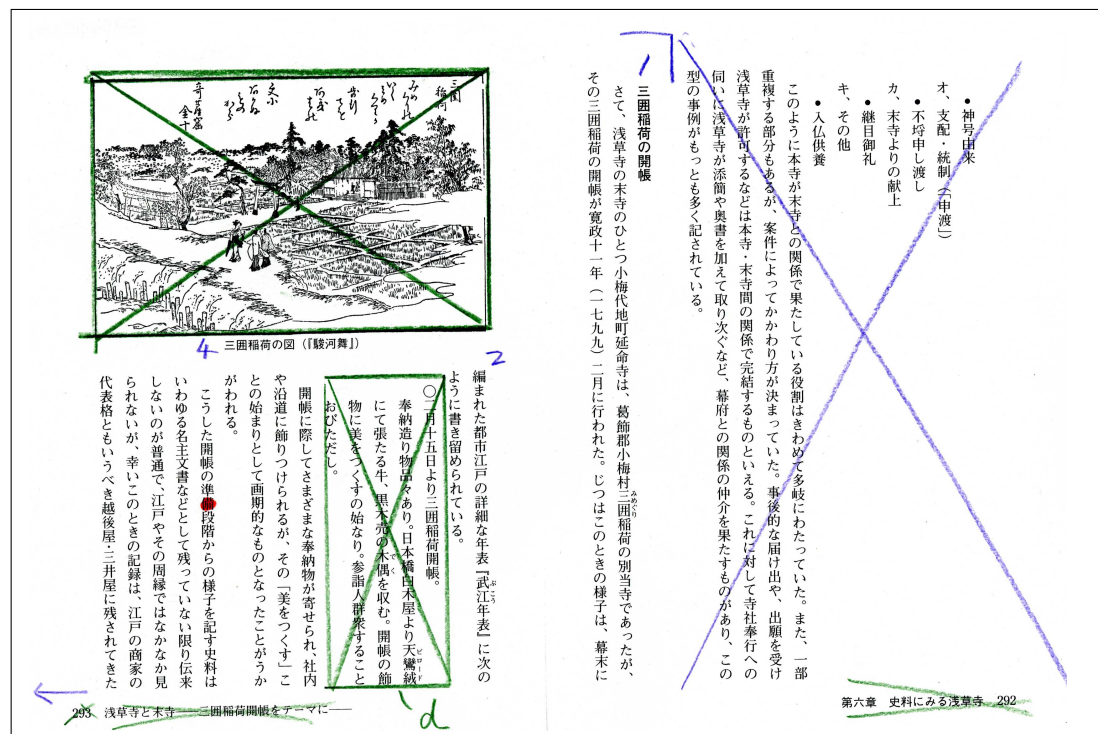 ● 神号由来
オ、支配・統制(「申渡」)
● 不埒申し渡し
カ、末寺よりの献上
● 継目御礼
キ、その他
● 入仏供養
このように本寺が末寺との関係で果たしている役割はきわめて多岐にわたっていた。また、一部
重複する部分もあるが、案件によってかかわり方が決まっていた。事後的な届け出や、出願を受け
浅草寺が許可するなどは本寺・末寺間の関係で完結するものといえる。これに対して寺社奉行への
伺いに浅草寺が添簡や奥書を加えて取り次ぐなど、幕府との関係の仲介を果たすものがあり、この
型の事例がもっとも多く記されている。
三囲稲荷の開帳
さて、浅草寺の末寺のひとつ小梅代地町延命寺は、葛飾郡小梅村三囲稲荷の別当寺であったが、
みめぐり
その三囲稲荷の開帳が寛政十一年(一七九九)二月に行われた。じつはこのときの様子は、幕末に
第六章 史料にみる浅草寺 292
三囲稲荷の図(『駿河舞』)
4
2
編まれた都市江戸の詳細な年表『武江年表』に次の
ぶこう
ように書き留められている。
〇二月十五日より三囲稲荷開帳。
奉納造り物品々あり。日本橋白木屋より天鵞絨
ビロード
にて張たる牛、黒木売の木偶を収む。開帳の飾
でく
物に美をつくすの始なり。参詣人群衆すること
おびただし。
開帳に際してさまざまな奉納物が寄せられ、社内
や沿道に飾りつけられるが、その「美をつくす」こ
との始まりとして画期的なものとなったことがうか
がわれる。
こうした開帳の準備段階からの様子を記す史料は
いわゆる名主文書などとして残っていない限り伝来
しないのが普通で、江戸やその周縁ではなかなか見
られないが、幸いこのときの記録は、江戸の商家の
代表格ともいうべき越後屋・三井屋に残されてきた
d
293 浅草寺と末寺――三囲稲荷開帳をテーマに――